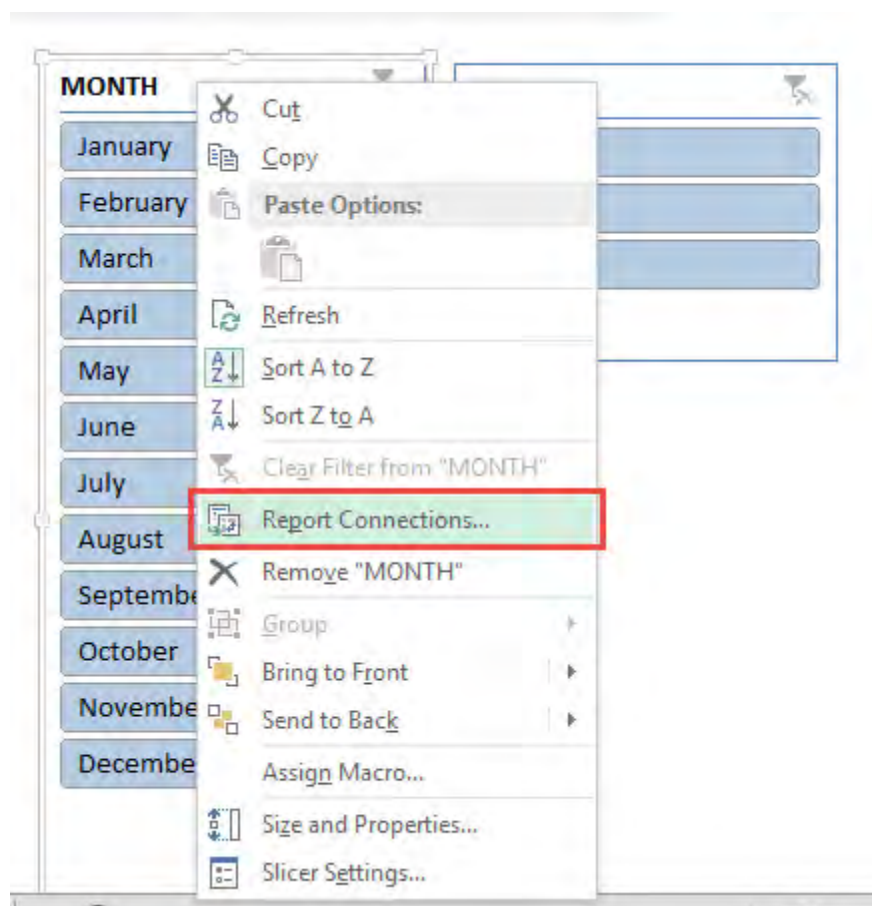 MONTH
January
February
March
April
May
June
July
August
Septembe
October
Novembe
Decembe
Cut
Copy
Paste Options:
Refresh
Sort A to Z
Sort Z to A
Clear Filter from "MONTH"
Report Connections...
Remove "MONTH"
Group
Bring to Front
Send to Back
Assign Macro...
Size and Properties...
Slicer Settings...